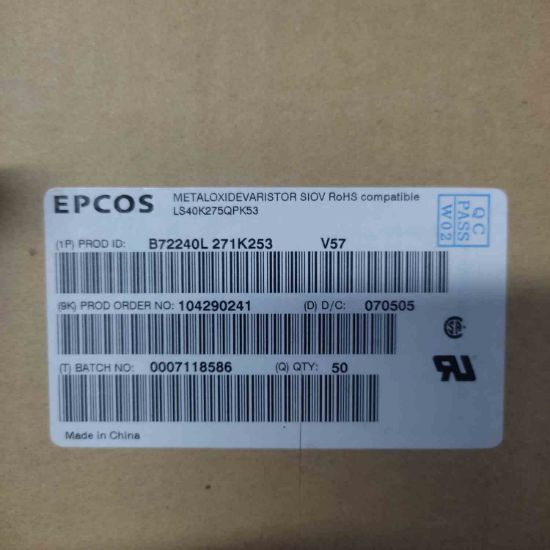 EPCOS
METALOXIDEVARISTOR SIOV RoHS compatible
LS40K275QPK53
QC
PASS
W02
(1P) PROD ID: B72240L 271K253 V57
(9K) PROD ORDER NO: 104290241 (D) D/C: 070505
(T) BATCH NO: 0007118586 (Q) QTY: 50
Made in China